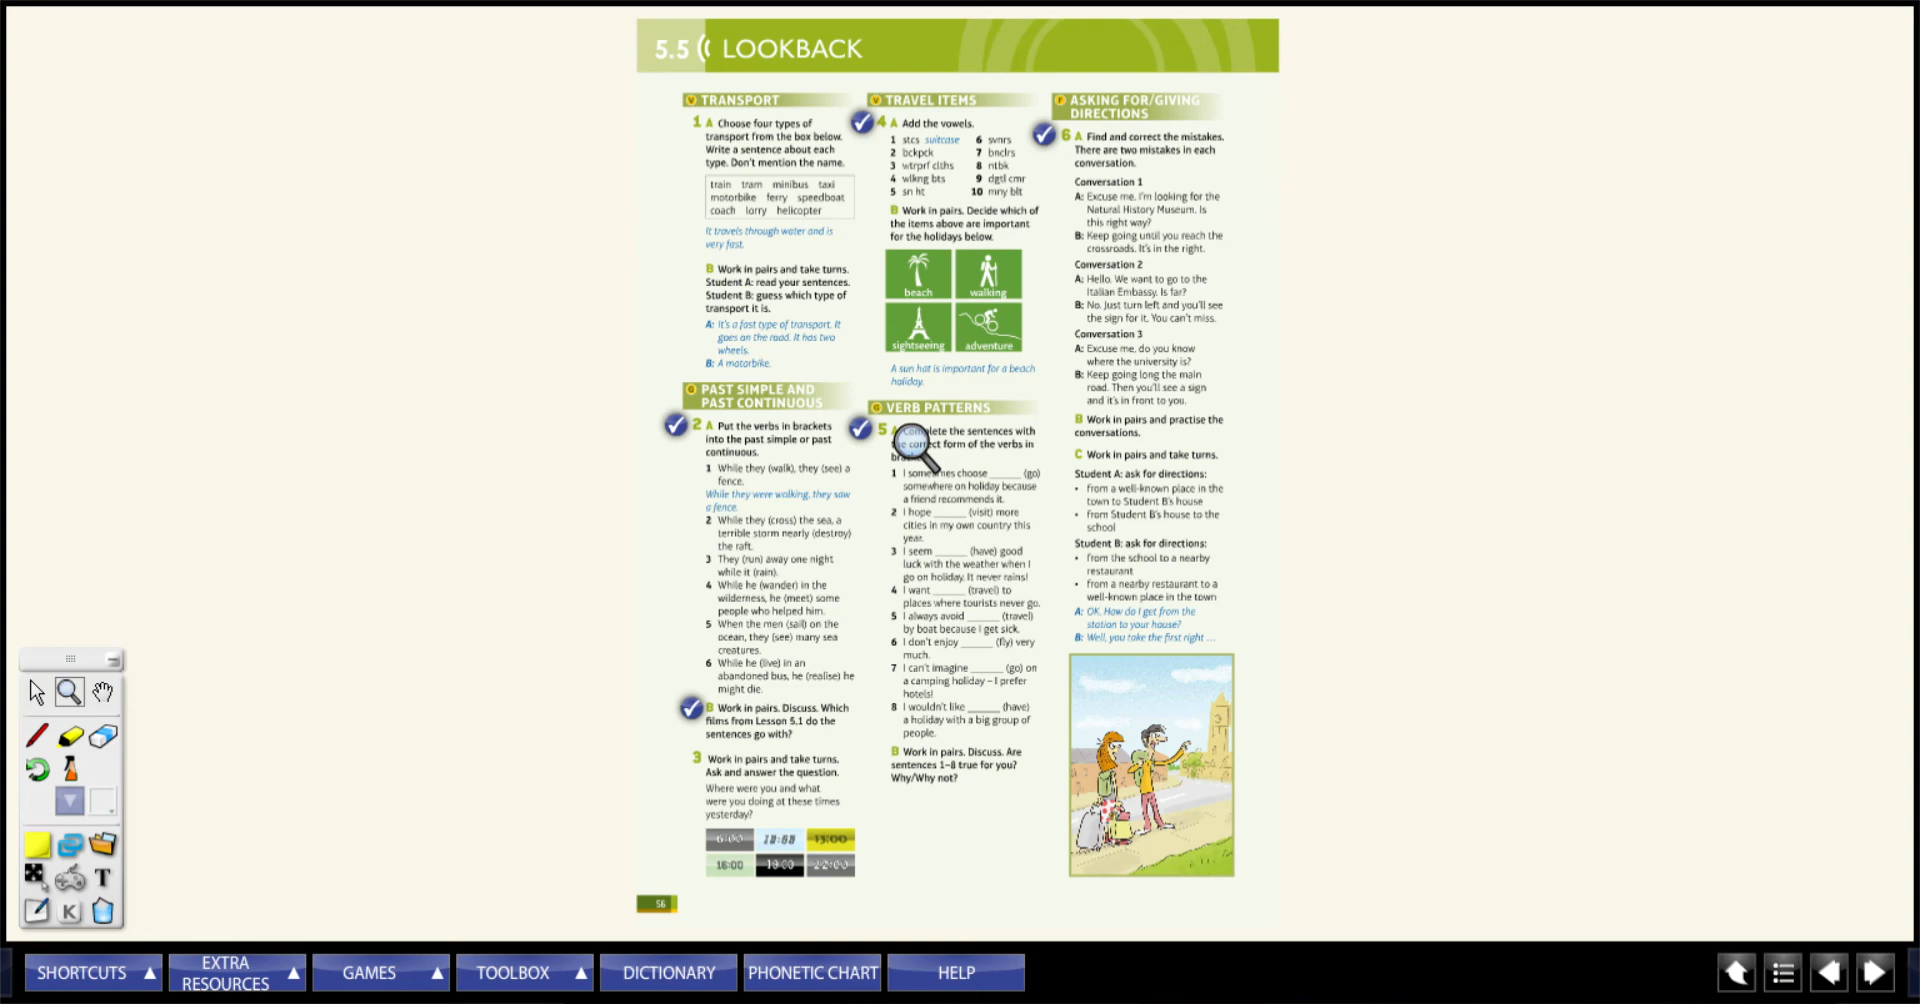 5.5 LOOKBACK
V TRANSPORT
1 A Choose four types of
transport from the box below.
Write a sentence about each
type. Don't mention the name.
train tram minibus taxi
motorbike ferry speedboat
coach lorry helicopter
It travels through water and is
very fast.
B Work in pairs and take turns.
Student A: read your sentences.
Student B: guess which type of
transport it is.
A: It's a fast type of transport. It
goes on the road. It has two
wheels.
B: A motorbike.
G PAST SIMPLE AND
PAST CONTINUOUS
2 A Put the verbs in brackets
into the past simple or past
continuous.
1 While they (walk), they (see) a
fence.
While they were walking, they saw
a fence.
2 While they (cross) the sea, a
terrible storm nearly (destroy)
the raft.
3 They (run) away one night
while it (rain).
4 While he (wander) in the
wilderness, he (meet) some
people who helped him.
5 When the men (sail) on the
ocean, they (see) many sea
creatures.
6 While he (live) in an
abandoned bus, he (realise) he
might die.
B Work in pairs. Discuss. Which
films from Lesson 5.1 do the
sentences go with?
3 Work in pairs and take turns.
Ask and answer the question.
Where were you and what
were you doing at these times
yesterday?
6:00 13:00
16:00 19:00 22:00
56
V TRAVEL ITEMS
4 A Add the vowels.
1 stcs suitcase 6 svnrs
2 bckpck 7 bnclrs
3 wtrprf clths 8 ntbk
4 wlkng bts 9 dgtl cmr
5 sn ht 10 mny blt
B Work in pairs. Decide which of
the items above are important
for the holidays below.
beach walking
sightseeing adventure
A sun hat is important for a beach
holiday.
G VERB PATTERNS
5 A Complete the sentences with
the correct form of the verbs in
1 I sometimes choose ______ (go)
somewhere on holiday because
a friend recommends it.
2 I hope ______ (visit) more
cities in my own country this
year.
3 I seem ______ (have) good
luck with the weather when I
go on holiday. It never rains!
4 I want ______ (travel) to
places where tourists never go.
5 I always avoid ______ (travel)
by boat because I get sick.
6 I don't enjoy ______ (fly) very
much.
7 I can't imagine ______ (go) on
a camping holiday – I prefer
hotels!
8 I wouldn't like ______ (have)
a holiday with a big group of
people.
B Work in pairs. Discuss. Are
sentences 1–8 true for you?
Why/Why not?
F ASKING FOR/GIVING
DIRECTIONS
6 A Find and correct the mistakes.
There are two mistakes in each
conversation.
Conversation 1
A: Excuse me. I'm looking for the
Natural History Museum. Is
this right way?
B: Keep going until you reach the
crossroads. It's in the right.
Conversation 2
A: Hello. We want to go to the
Italian Embassy. Is far?
B: No. Just turn left and you'll see
the sign for it. You can't miss.
Conversation 3
A: Excuse me, do you know
where the university is?
B: Keep going long the main
road. Then you'll see a sign
and it's in front to you.
B Work in pairs and practise the
conversations.
C Work in pairs and take turns.
Student A: ask for directions:
• from a well-known place in the
town to Student B's house
• from Student B's house to the
school
Student B: ask for directions:
• from the school to a nearby
restaurant
• from a nearby restaurant to a
well-known place in the town
A: OK. How do I get from the
station to your house?
B: Well, you take the first right ...
T
K
SHORTCUTS
EXTRA
RESOURCES
GAMES
TOOLBOX
DICTIONARY
PHONETIC CHART
HELP